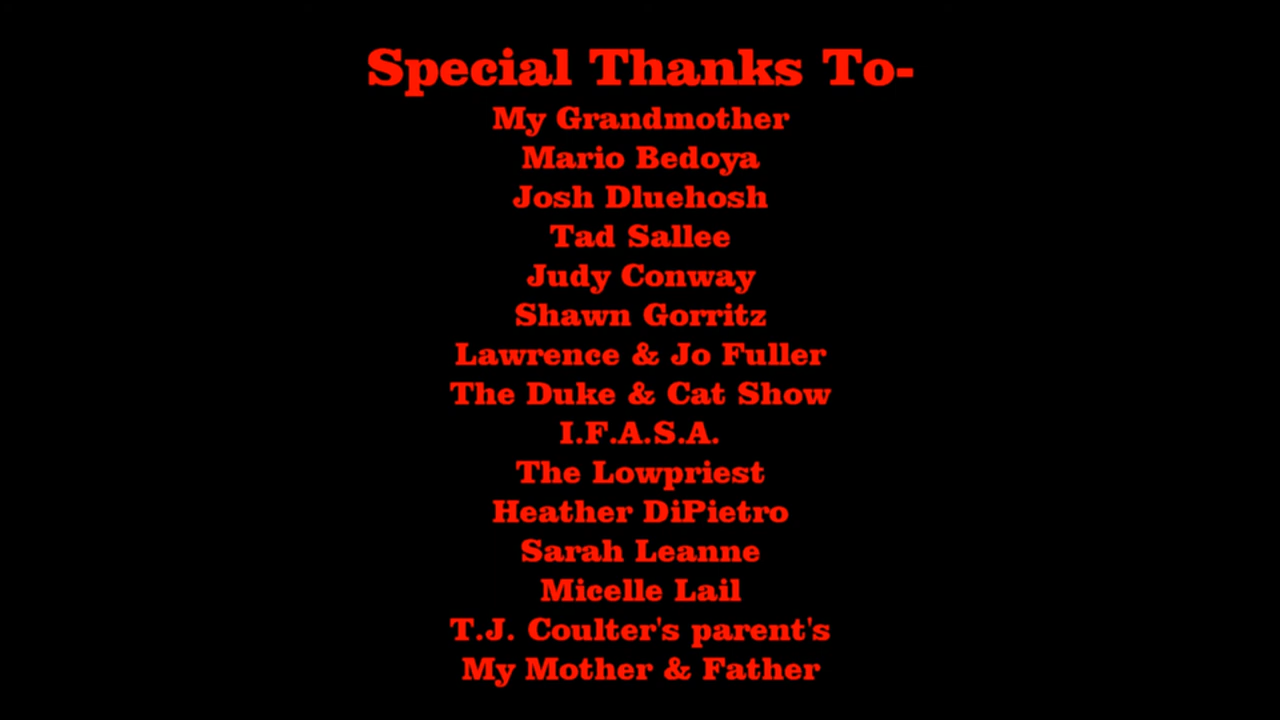 Special Thanks To-
My Grandmother
Mario Bedoya
Josh Dluehosh
Tad Sallee
Judy Conway
Shawn Gorritz
Lawrence & Jo Fuller
The Duke & Cat Show
I.F.A.S.A.
The Lowpriest
Heather DiPietro
Sarah Leanne
Micelle Lail
T.J. Coulter's parent's
My Mother & Father